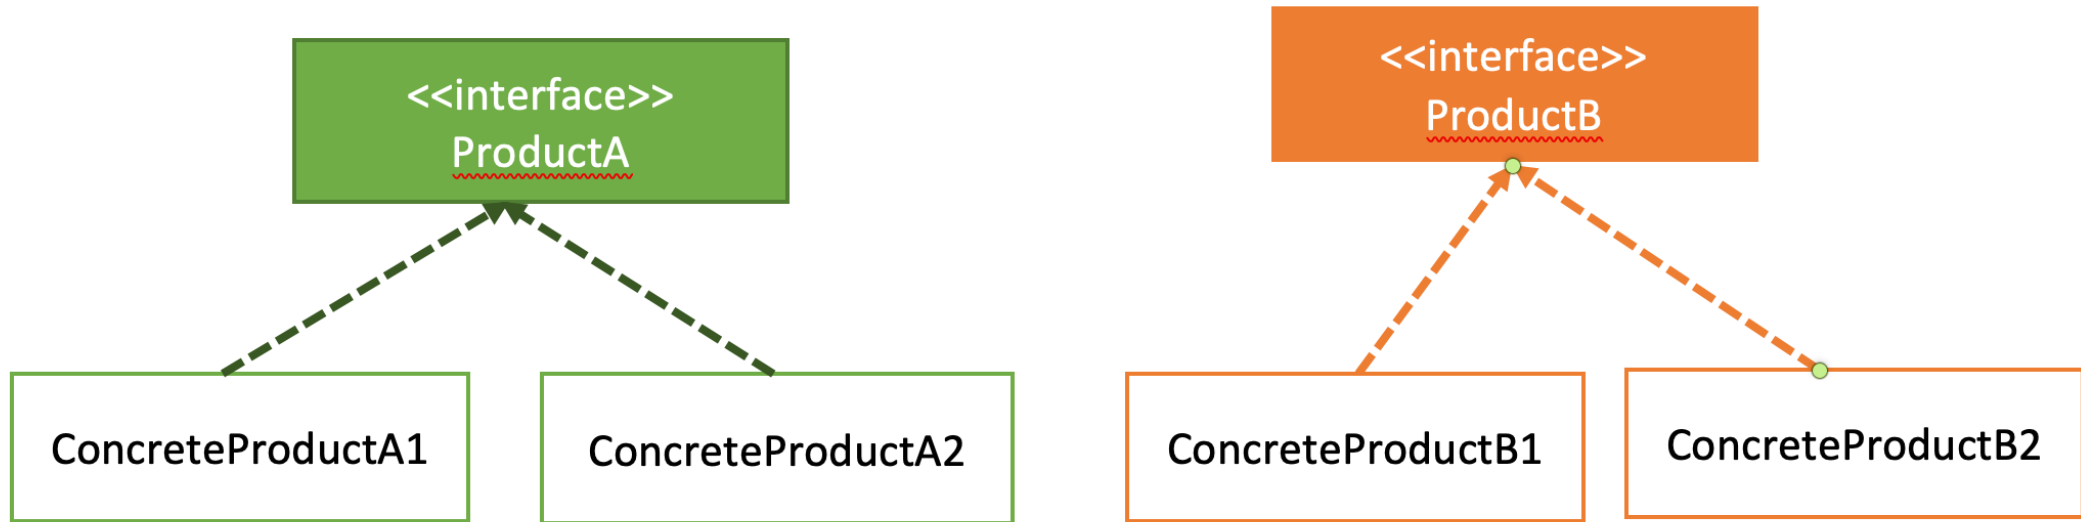 <<interface>>
ProductA
<<interface>>
ProductB
ConcreteProductA1
ConcreteProductA2
ConcreteProductB1
ConcreteProductB2